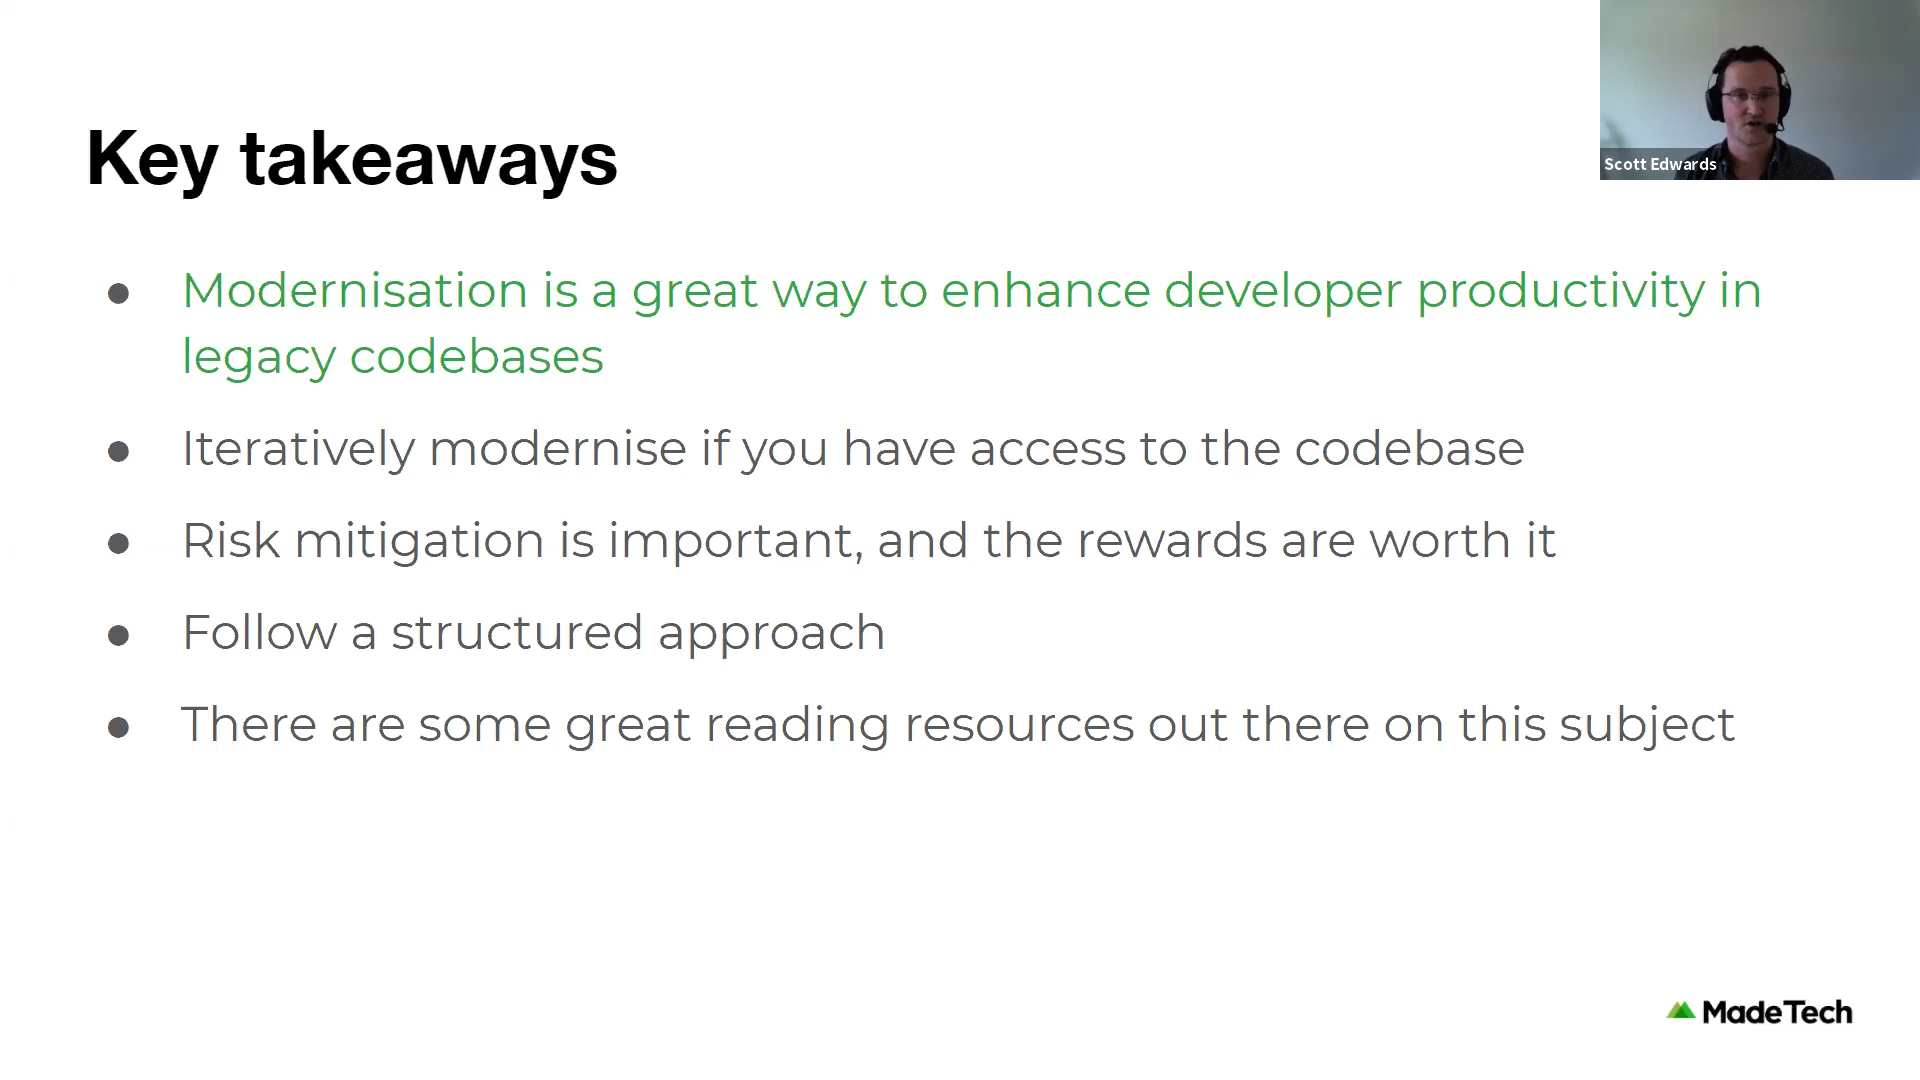 Key takeaways
Scott Edwards
● Modernisation is a great way to enhance developer productivity in
legacy codebases
● Iteratively modernise if you have access to the codebase
● Risk mitigation is important, and the rewards are worth it
● Follow a structured approach
● There are some great reading resources out there on this subject
MadeTech